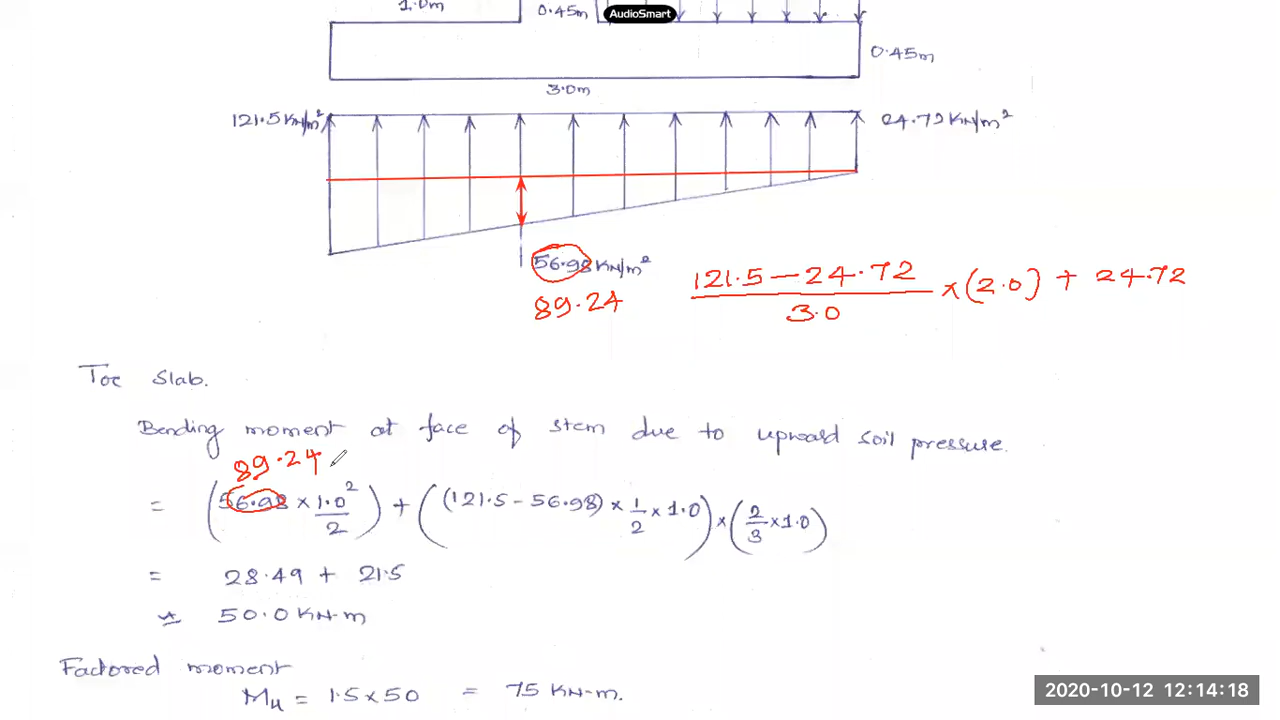 1.0m 0.45m AudioSmart
0.45m
3.0m
121.5 KN/m² 24.72 KN/m²
56.98 KN/m²
89.24
121.5 - 24.72 / 3.0 × (2.0) + 24.72
Toe Slab.
Bending moment at face of stem due to upward soil pressure.
89.24
= (56.98 × 1.0²/2) + ((121.5 - 56.98) × 1/2 × 1.0) × (2/3 × 1.0)
= 28.49 + 21.5
≃ 50.0 KN-m
Factored moment
Mu = 1.5 × 50 = 75 KN-m.
2020-10-12 12:14:18